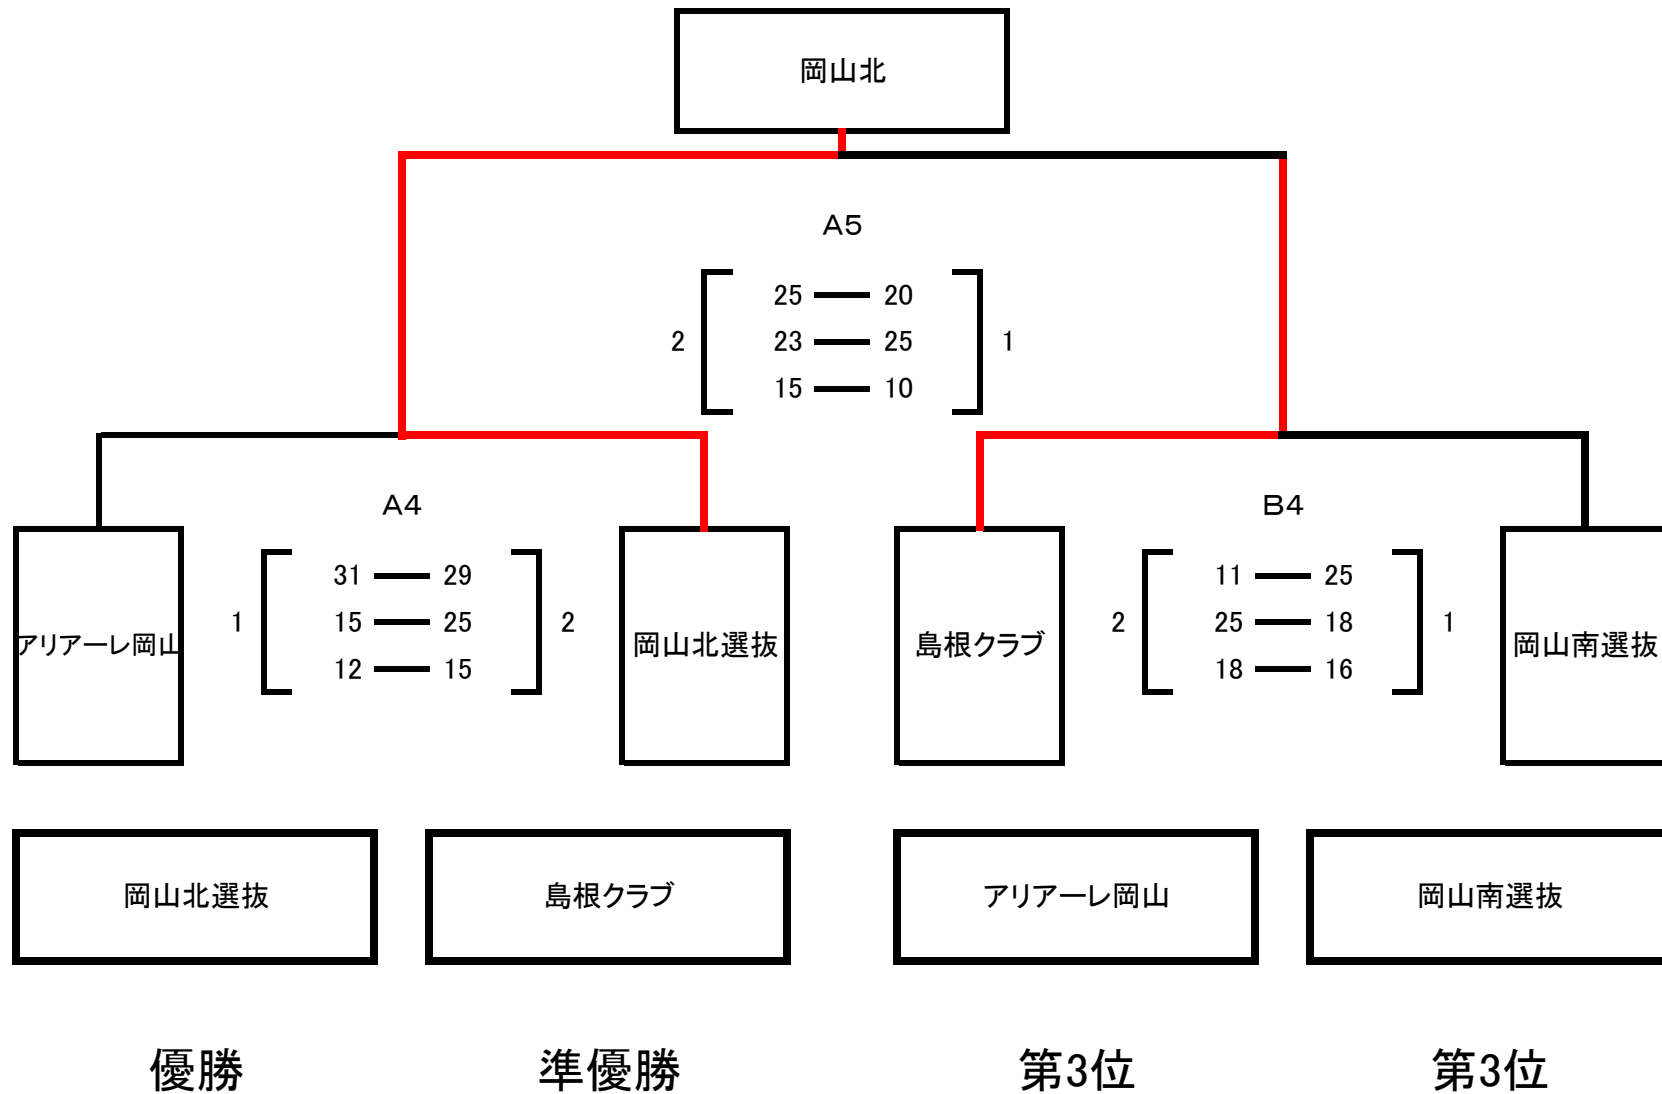 岡山北
A5
25 20
2 23 25 1
15 10
A4 B4
31 29 11 25
1 15 25 2 2 25 18 1
アリアーレ岡山 岡山北選抜 島根クラブ 岡山南選抜
12 15 18 16
岡山北選抜 島根クラブ アリアーレ岡山 岡山南選抜
優勝 準優勝 第3位 第3位